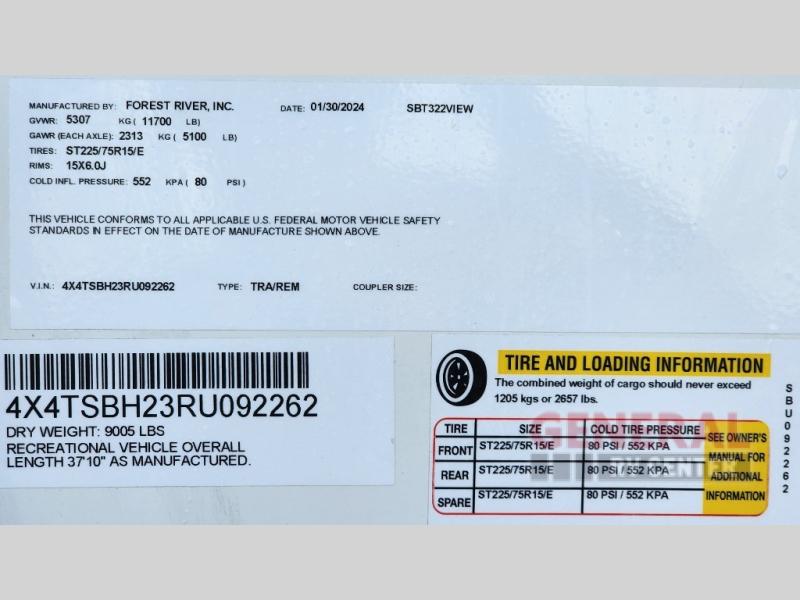 MANUFACTURED BY: FOREST RIVER, INC. DATE: 01/30/2024 SBT322VIEW
GVWR: 5307 KG ( 11700 LB)
GAWR (EACH AXLE): 2313 KG ( 5100 LB)
TIRES: ST225/75R15/E
RIMS: 15X6.0J
COLD INFL. PRESSURE: 552 KPA ( 80 PSI )
THIS VEHICLE CONFORMS TO ALL APPLICABLE U.S. FEDERAL MOTOR VEHICLE SAFETY
STANDARDS IN EFFECT ON THE DATE OF MANUFACTURE SHOWN ABOVE.
V.I.N.: 4X4TSBH23RU092262 TYPE: TRA/REM COUPLER SIZE:
4X4TSBH23RU092262
DRY WEIGHT: 9005 LBS
RECREATIONAL VEHICLE OVERALL
LENGTH 37'10" AS MANUFACTURED.
TIRE AND LOADING INFORMATION
The combined weight of cargo should never exceed
1205 kgs or 2657 lbs.
TIRE SIZE COLD TIRE PRESSURE
FRONT ST225/75R15/E 80 PSI / 552 KPA
REAR ST225/75R15/E 80 PSI / 552 KPA
SPARE ST225/75R15/E 80 PSI / 552 KPA
SEE OWNER'S
MANUAL FOR
ADDITIONAL
INFORMATION
SBU092262
GENERAL
RV CENTER